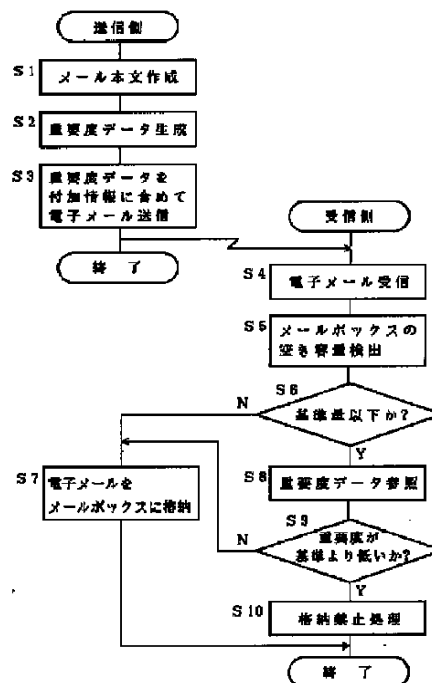 送信側
S1
メール本文作成
S2
重要度データ生成
S3
重要度データを
付加情報に含めて
電子メール送信
終了
受信側
S4
電子メール受信
S5
メールボックスの
空き容量検出
S6
基準量以下か?
N
Y
S7
電子メールを
メールボックスに格納
S8
重要度データ参照
S9
重要度が
基準より低いか?
N
Y
S10
格納禁止処理
終了